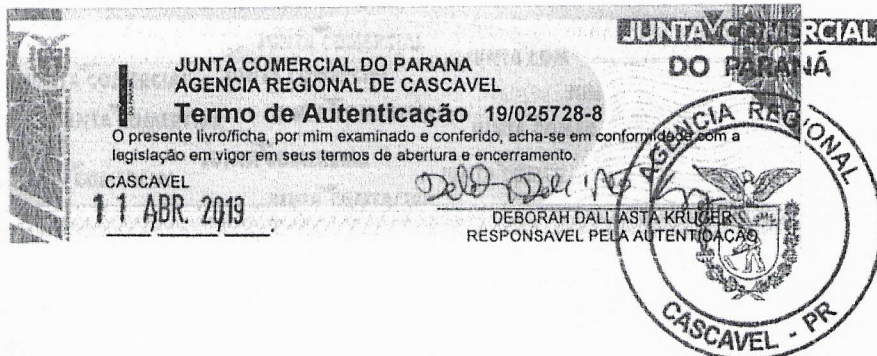 JUNTA COMERCIAL DO PARANA
AGENCIA REGIONAL DE CASCAVEL
Termo de Autenticação 19/025728-8
O presente livro/ficha, por mim examinado e conferido, acha-se em conformidade com a
legislação em vigor em seus termos de abertura e encerramento.
CASCAVEL
11 ABR. 2019
DEBORAH DALL'ASTA KRUGER
RESPONSAVEL PELA AUTENTICAÇÃO
JUNTA COMERCIAL
DO PARANÁ
AGENCIA REGIONAL
CASCAVEL - PR